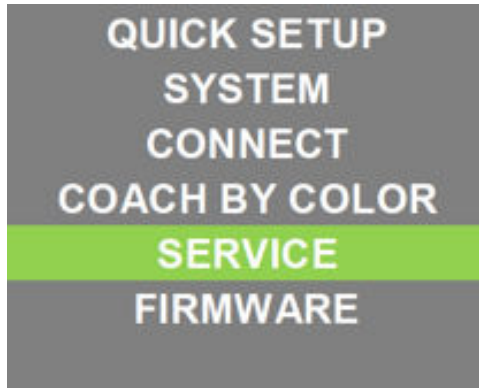 QUICK SETUP
SYSTEM
CONNECT
COACH BY COLOR
SERVICE
FIRMWARE